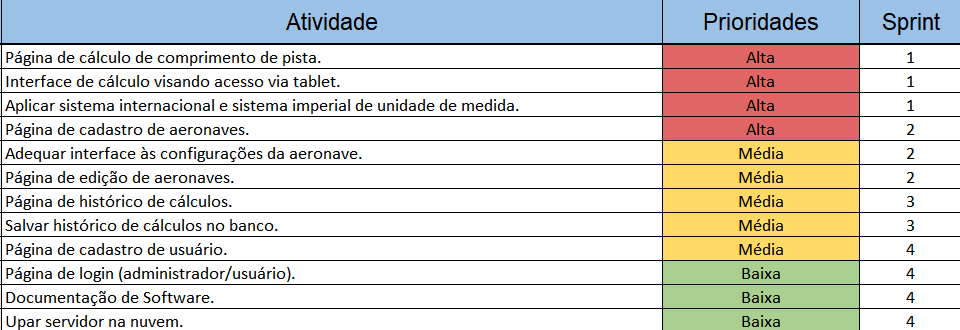 Atividade Prioridades Sprint
Página de cálculo de comprimento de pista. Alta 1
Interface de cálculo visando acesso via tablet. Alta 1
Aplicar sistema internacional e sistema imperial de unidade de medida. Alta 1
Página de cadastro de aeronaves. Alta 2
Adequar interface às configurações da aeronave. Média 2
Página de edição de aeronaves. Média 2
Página de histórico de cálculos. Média 3
Salvar histórico de cálculos no banco. Média 3
Página de cadastro de usuário. Média 4
Página de login (administrador/usuário). Baixa 4
Documentação de Software. Baixa 4
Upar servidor na nuvem. Baixa 4